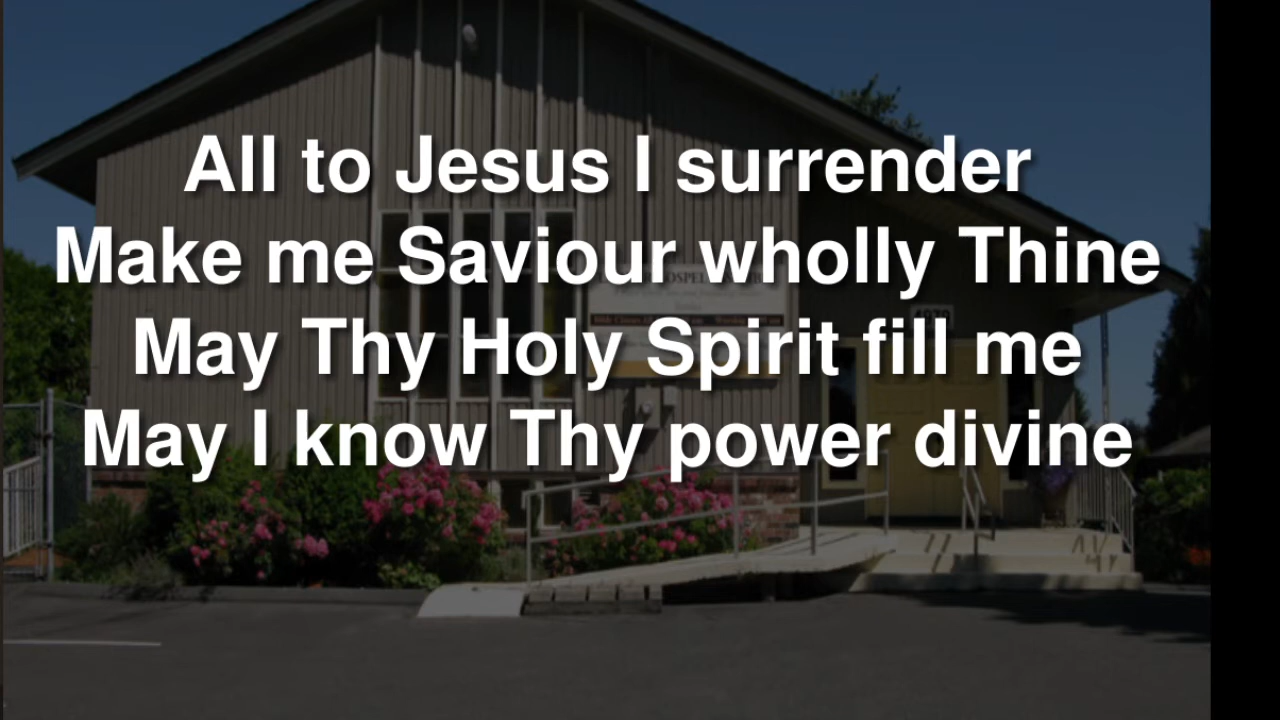 All to Jesus I surrender
Make me Saviour wholly Thine
May Thy Holy Spirit fill me
May I know Thy power divine